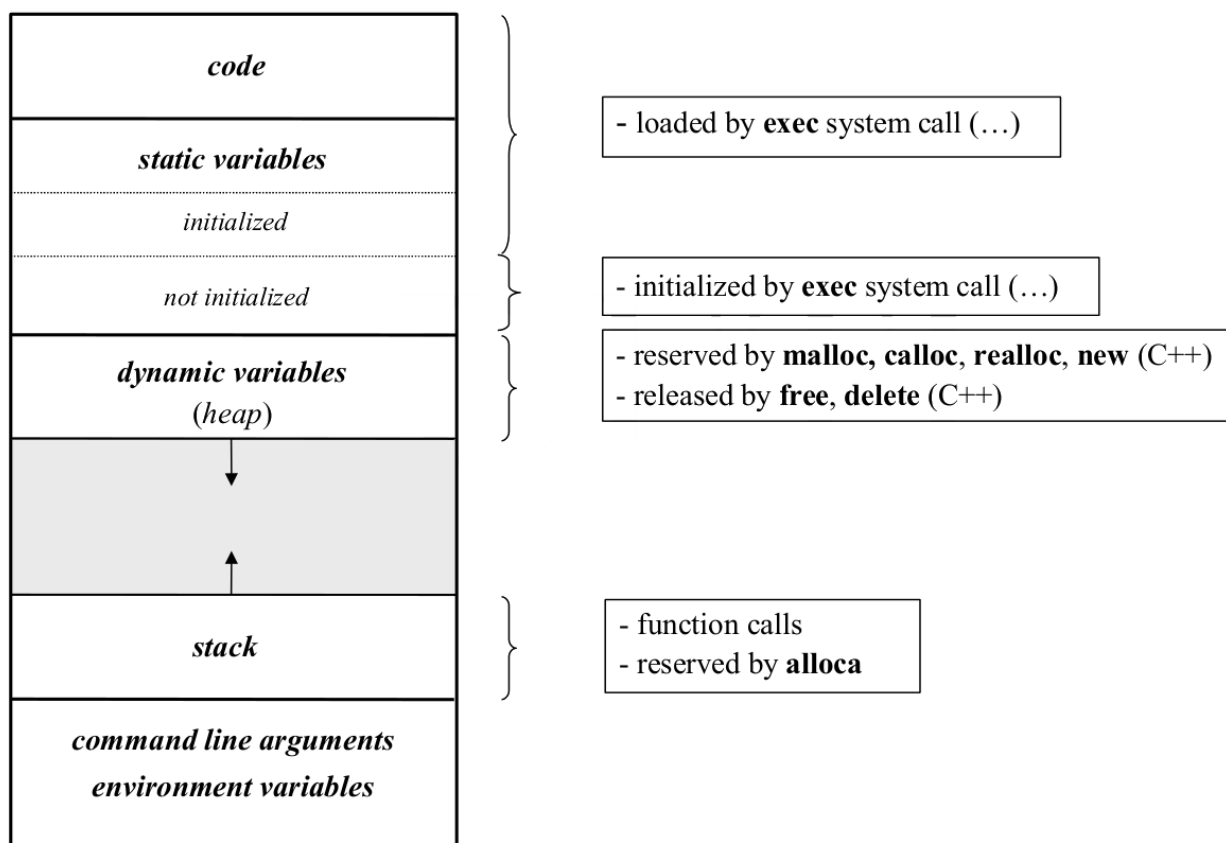 code
- loaded by exec system call (…)
static variables
initialized
not initialized
- initialized by exec system call (…)
dynamic variables
(heap)
- reserved by malloc, calloc, realloc, new (C++)
- released by free, delete (C++)
stack
- function calls
- reserved by alloca
command line arguments
environment variables